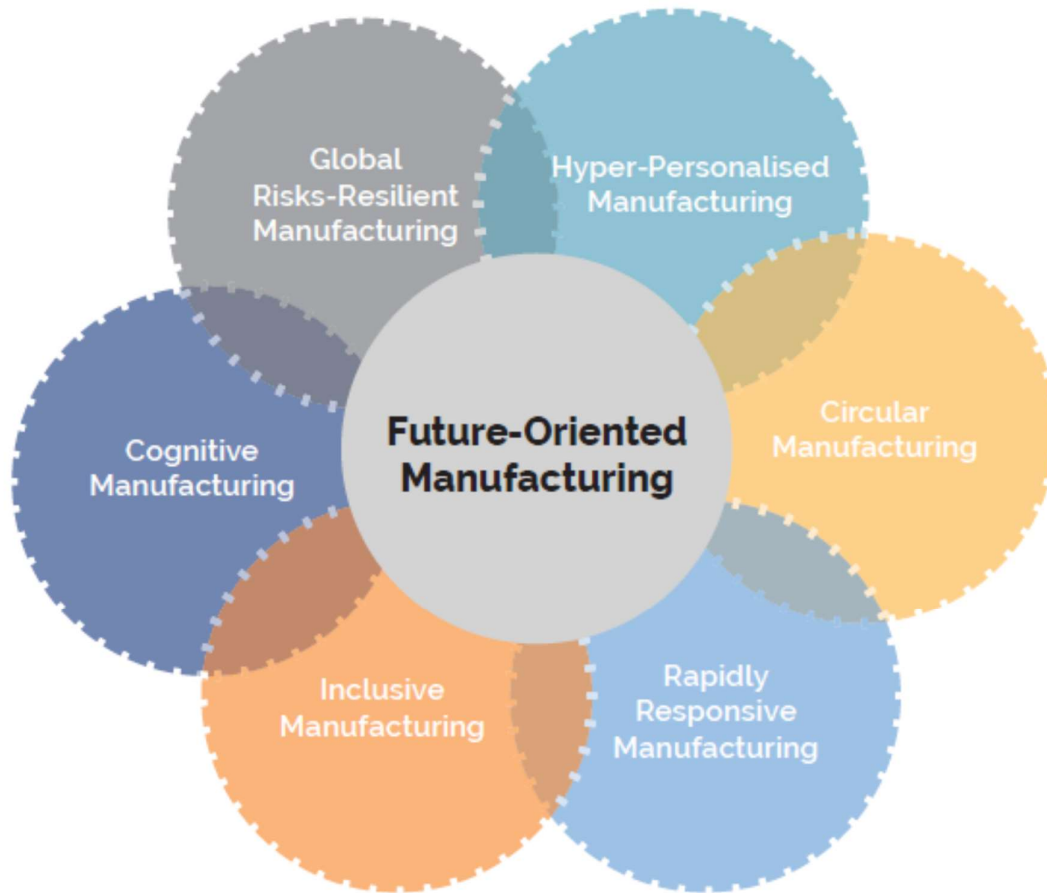 Global
Risks-Resilient
Manufacturing
Hyper-Personalised
Manufacturing
Circular
Manufacturing
Rapidly
Responsive
Manufacturing
Inclusive
Manufacturing
Cognitive
Manufacturing
Future-Oriented
Manufacturing